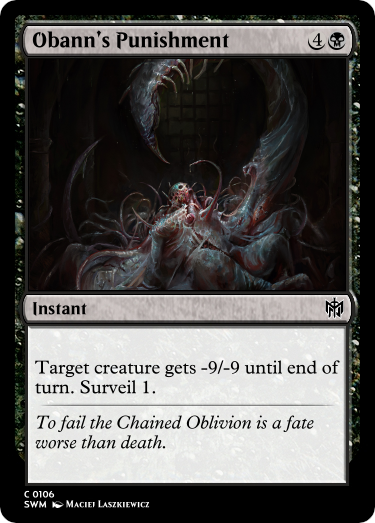 Obann's Punishment 4
Instant
Target creature gets -9/-9 until end of
turn. Surveil 1.
To fail the Chained Oblivion is a fate
worse than death.
C 0106
SWM Maciej Laszkiewicz